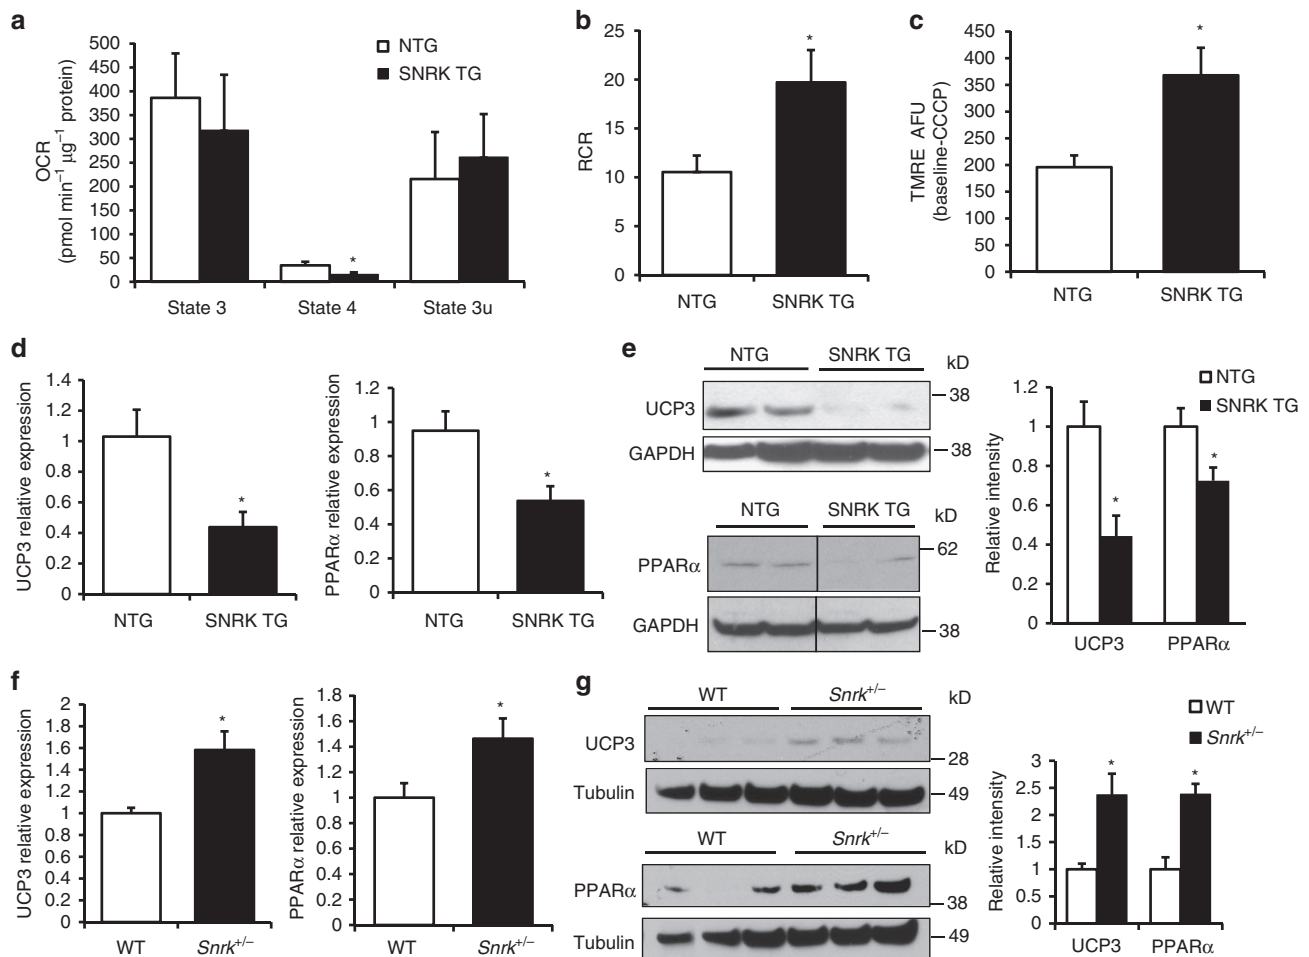 a
OCR
(pmol min⁻¹ µg⁻¹ protein)
500
450
400
350
300
250
200
150
100
50
0
NTG
SNRK TG
*
State 3 State 4 State 3u
b
RCR
25
20
15
10
5
0
*
NTG SNRK TG
c
TMRE AFU
(baseline-CCCP)
450
400
350
300
250
200
150
100
50
0
*
NTG SNRK TG
d
UCP3 relative expression
1.4
1.2
1
0.8
0.6
0.4
0.2
0
*
NTG SNRK TG
PPARα relative expression
1.2
1
0.8
0.6
0.4
0.2
0
*
NTG SNRK TG
e
NTG SNRK TG kD
UCP3 38
GAPDH 38
NTG SNRK TG kD
PPARα 62
GAPDH 38
Relative intensity
1.2
1
0.8
0.6
0.4
0.2
0
NTG
SNRK TG
*
*
UCP3 PPARα
f
UCP3 relative expression
2
1.8
1.6
1.4
1.2
1
0.8
0.6
0.4
0.2
0
*
WT Snrk⁺/⁻
PPARα relative expression
1.8
1.6
1.4
1.2
1
0.8
0.6
0.4
0.2
0
*
WT Snrk⁺/⁻
g
WT Snrk⁺/⁻ kD
UCP3 28
Tubulin 49
WT Snrk⁺/⁻ kD
PPARα 38
Tubulin 49
Relative intensity
3
2.5
2
1.5
1
0.5
0
WT
Snrk⁺/⁻
*
*
UCP3 PPARα